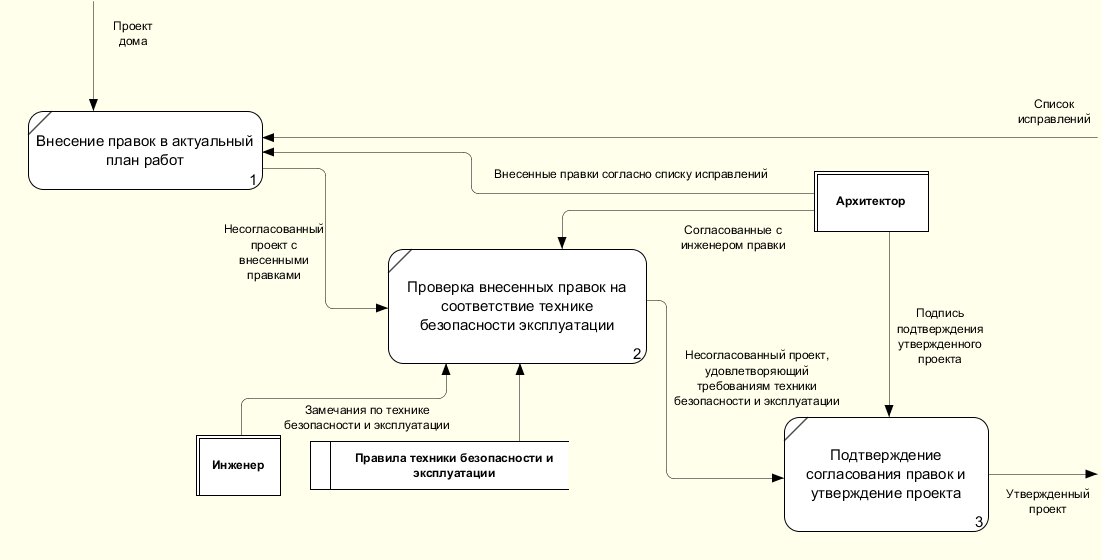 Проект
дома
Список
исправлений
Внесение правок в актуальный
план работ
1
Внесенные правки согласно списку исправлений
Архитектор
Несогласованный
проект с
внесенными
правками
Согласованные с
инженером правки
Проверка внесенных правок на
соответствие технике
безопасности эксплуатации
2
Подпись
подтверждения
утвержденного
проекта
Несогласованный проект,
удовлетворяющий
требованиям техники
безопасности и эксплуатации
Замечания по технике
безопасности и эксплуатации
Инженер
Правила техники безопасности и
эксплуатации
Подтверждение
согласования правок и
утверждение проекта
3
Утвержденный
проект